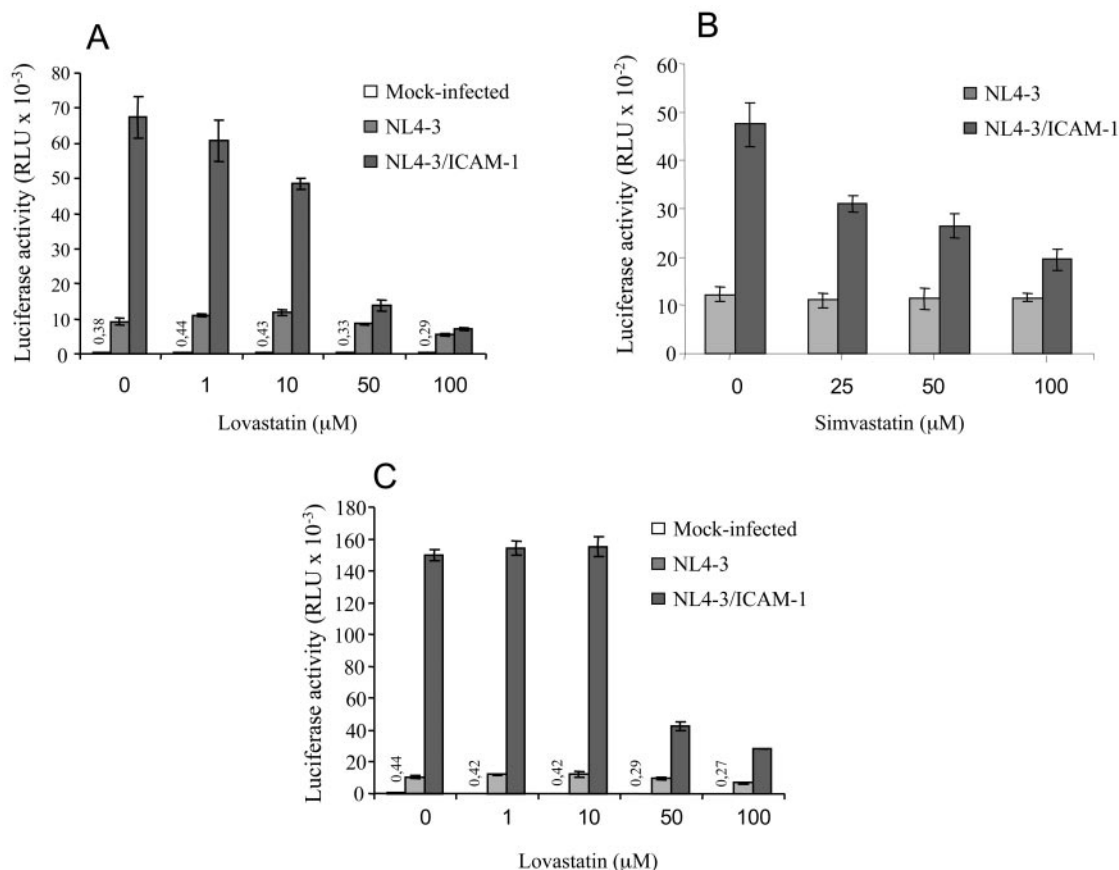 A
Luciferase activity (RLU x 10⁻³)
80
70
60
50
40
30
20
10
0
Mock-infected
NL4-3
NL4-3/ICAM-1
0,38
0,44
0,43
0,33
0,29
0 1 10 50 100
Lovastatin (μM)
B
Luciferase activity (RLU x 10⁻²)
60
50
40
30
20
10
0
NL4-3
NL4-3/ICAM-1
0 25 50 100
Simvastatin (μM)
C
Luciferase activity (RLU x 10⁻³)
180
160
140
120
100
80
60
40
20
0
Mock-infected
NL4-3
NL4-3/ICAM-1
0,44
0,42
0,42
0,29
0,27
0 1 10 50 100
Lovastatin (μM)